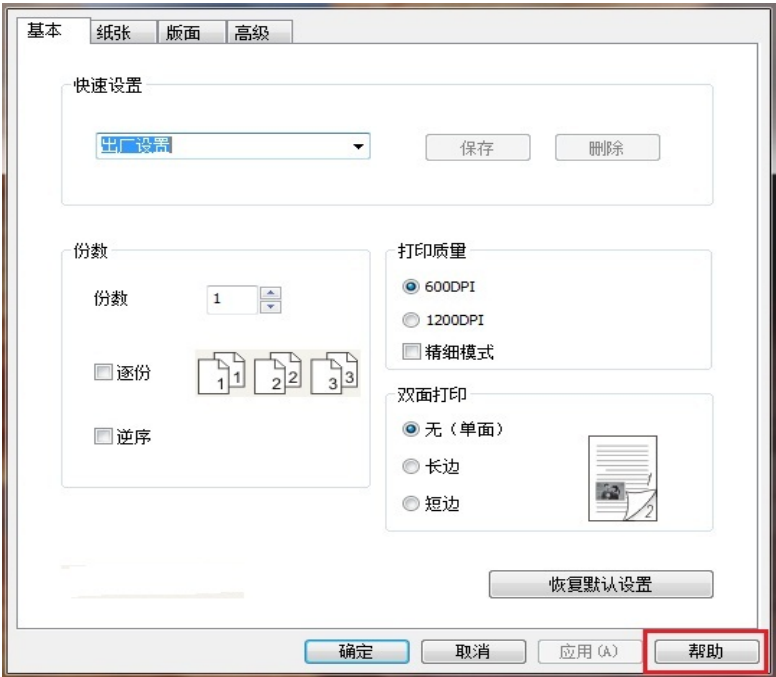 基本 纸张 版面 高级
快速设置
出厂设置 保存 删除
份数
份数 1
逐份 1 1 2 2 3 3
逆序
打印质量
600DPI
1200DPI
精细模式
双面打印
无（单面）
长边
短边
1
2
恢复默认设置
确定 取消 应用(A) 帮助